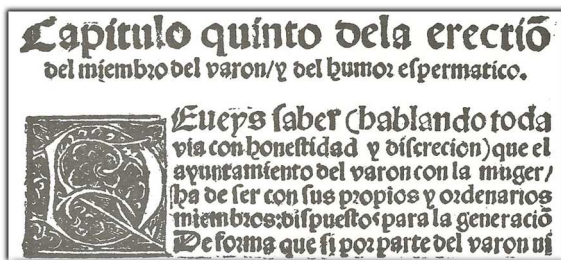 Capitulo quinto dela erectiõ
del miembro del varon/y del humor eſpermatico.
DEueys ſaber (hablando toda
via con honeſtidad y diſcrecion) que el
ayuntamiento del varon con la muger/
ha de ſer con ſus propios y ordenarios
miembros:diſpueſtos para la generaciõ
De forma que ſi por parte del varon ni